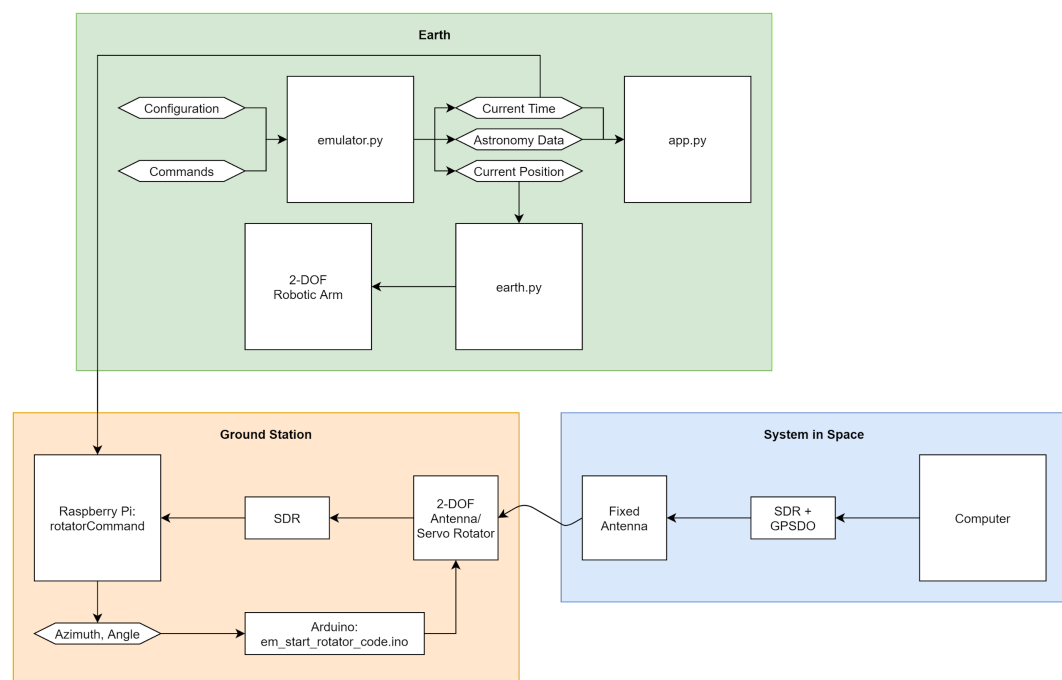 Earth
Configuration
Commands
emulator.py
Current Time
Astronomy Data
Current Position
app.py
2-DOF
Robotic Arm
earth.py
Ground Station
Raspberry Pi:
rotatorCommand
SDR
2-DOF
Antenna/
Servo Rotator
Azimuth, Angle
Arduino:
em_start_rotator_code.ino
System in Space
Fixed
Antenna
SDR +
GPSDO
Computer